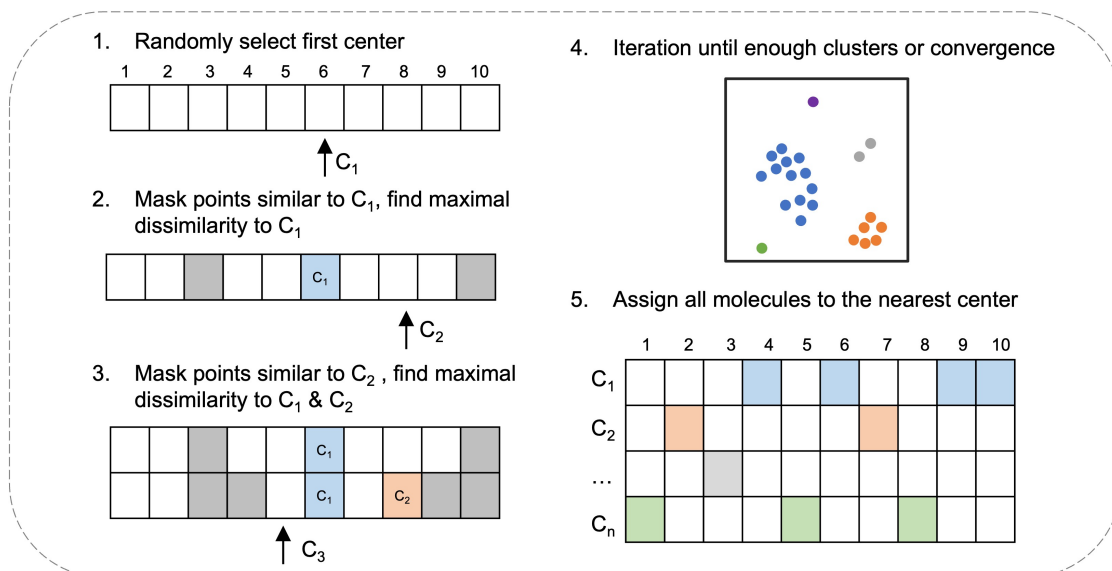 1. Randomly select first center
1 2 3 4 5 6 7 8 9 10
C₁
2. Mask points similar to C₁, find maximal
dissimilarity to C₁
C₁
C₂
3. Mask points similar to C₂ , find maximal
dissimilarity to C₁ & C₂
C₁
C₁ C₂
C₃
4. Iteration until enough clusters or convergence
5. Assign all molecules to the nearest center
1 2 3 4 5 6 7 8 9 10
C₁
C₂
...
Cₙ